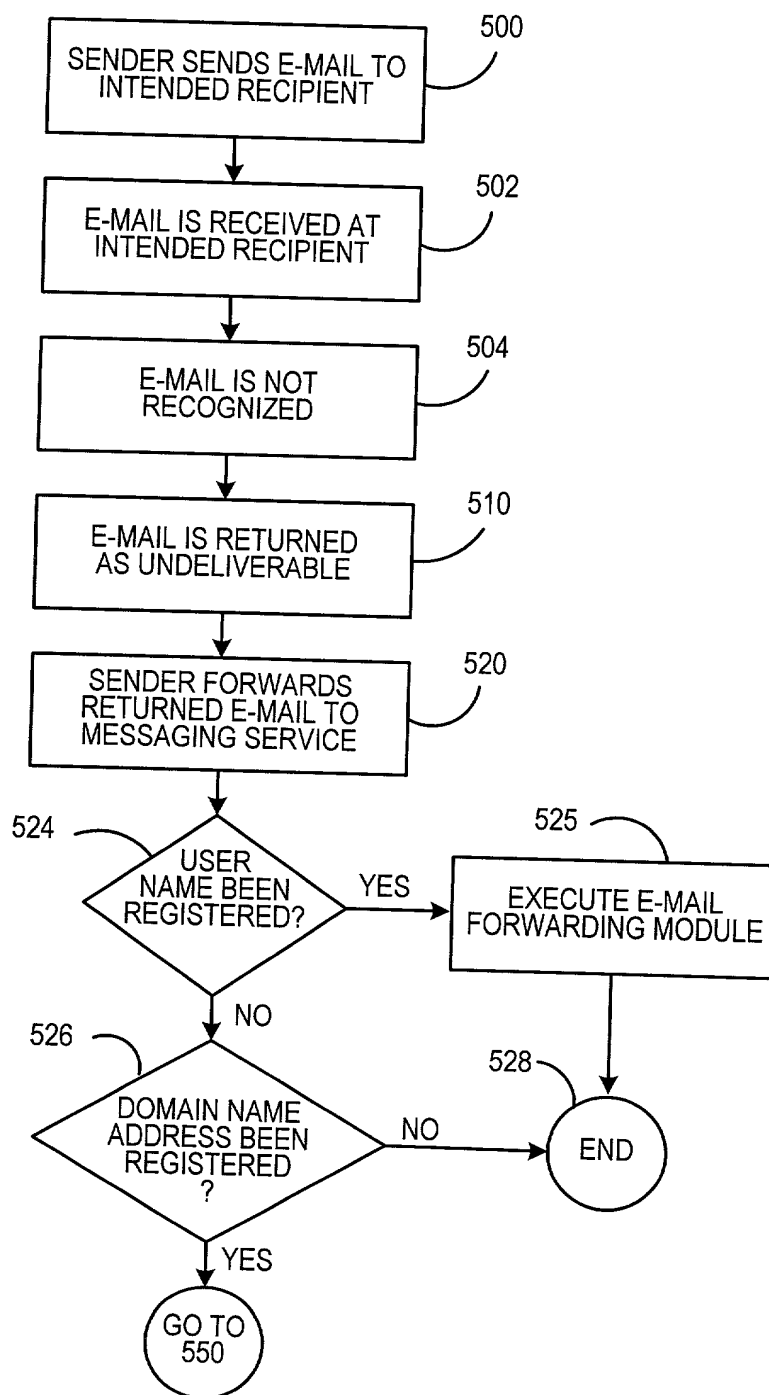 SENDER SENDS E-MAIL TO
INTENDED RECIPIENT
500
E-MAIL IS RECEIVED AT
INTENDED RECIPIENT
502
E-MAIL IS NOT
RECOGNIZED
504
E-MAIL IS RETURNED
AS UNDELIVERABLE
510
SENDER FORWARDS
RETURNED E-MAIL TO
MESSAGING SERVICE
520
524
USER
NAME BEEN
REGISTERED?
YES
525
EXECUTE E-MAIL
FORWARDING MODULE
NO
526
DOMAIN NAME
ADDRESS BEEN
REGISTERED
?
NO
528
END
YES
GO TO
550